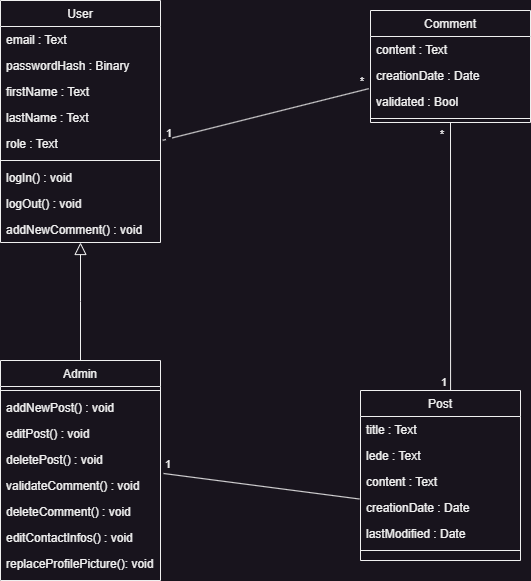 User
email : Text
passwordHash : Binary
firstName : Text
lastName : Text
role : Text
logIn() : void
logOut() : void
addNewComment() : void
1
*
Comment
content : Text
creationDate : Date
validated : Bool
*
1
Admin
addNewPost() : void
editPost() : void
deletePost() : void
validateComment() : void
deleteComment() : void
editContactInfos() : void
replaceProfilePicture(): void
1
Post
title : Text
lede : Text
content : Text
creationDate : Date
lastModified : Date